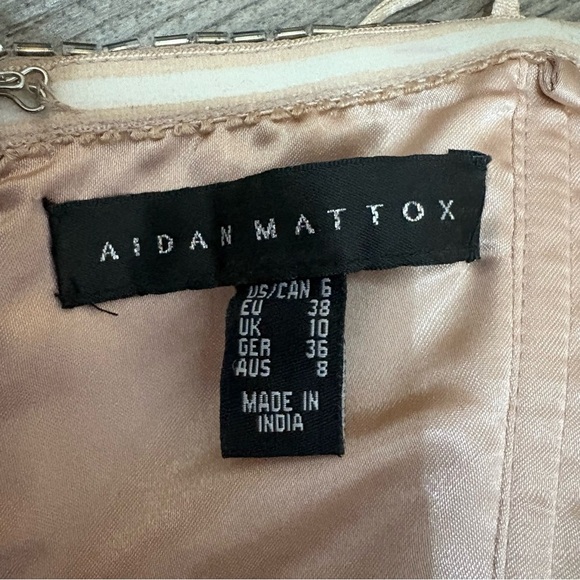 AIDAN MATTOX
US/CAN 6
EU 38
UK 10
GER 36
AUS 8
MADE IN
INDIA